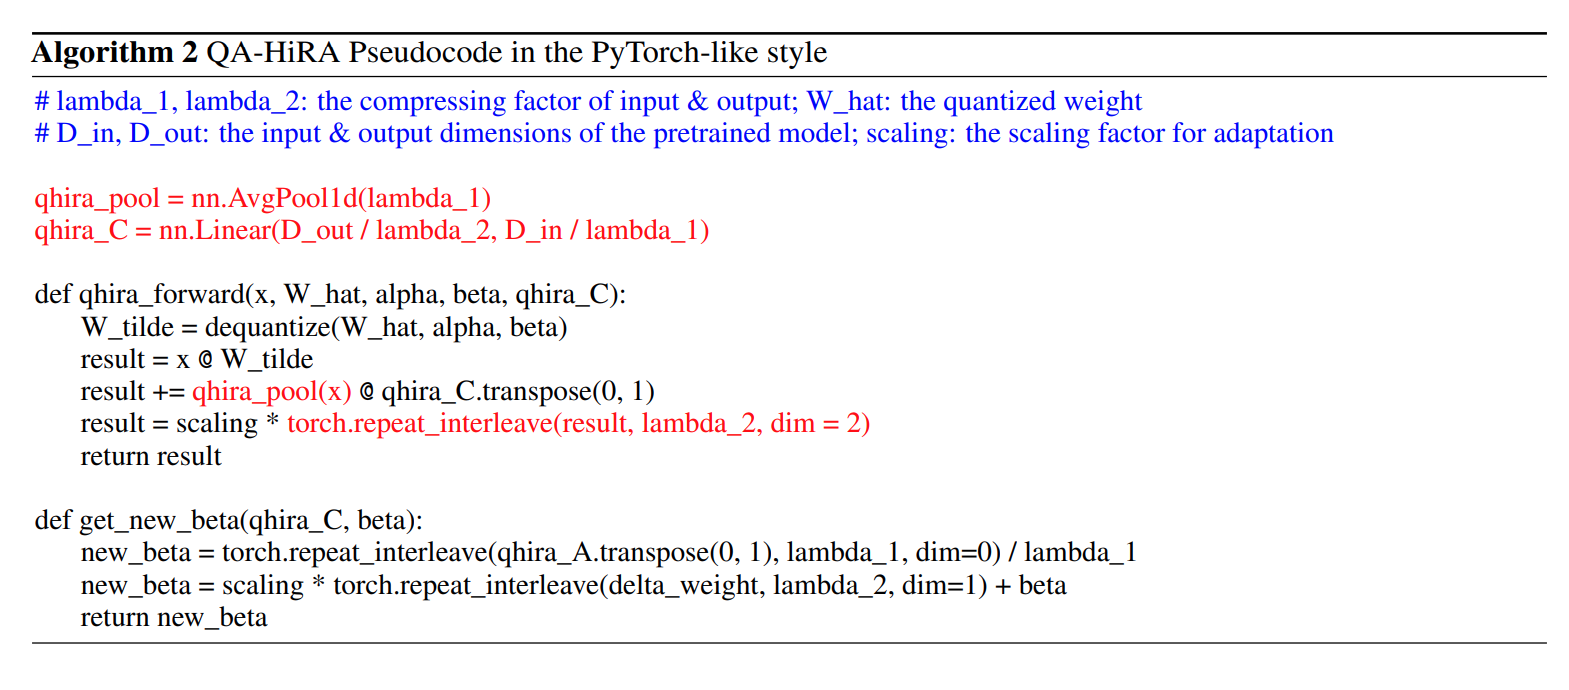 Algorithm 2 QA-HiRA Pseudocode in the PyTorch-like style
# lambda_1, lambda_2: the compressing factor of input & output; W_hat: the quantized weight
# D_in, D_out: the input & output dimensions of the pretrained model; scaling: the scaling factor for adaptation
qhira_pool = nn.AvgPool1d(lambda_1)
qhira_C = nn.Linear(D_out / lambda_2, D_in / lambda_1)
def qhira_forward(x, W_hat, alpha, beta, qhira_C):
W_tilde = dequantize(W_hat, alpha, beta)
result = x @ W_tilde
result += qhira_pool(x) @ qhira_C.transpose(0, 1)
result = scaling * torch.repeat_interleave(result, lambda_2, dim = 2)
return result
def get_new_beta(qhira_C, beta):
new_beta = torch.repeat_interleave(qhira_A.transpose(0, 1), lambda_1, dim=0) / lambda_1
new_beta = scaling * torch.repeat_interleave(delta_weight, lambda_2, dim=1) + beta
return new_beta